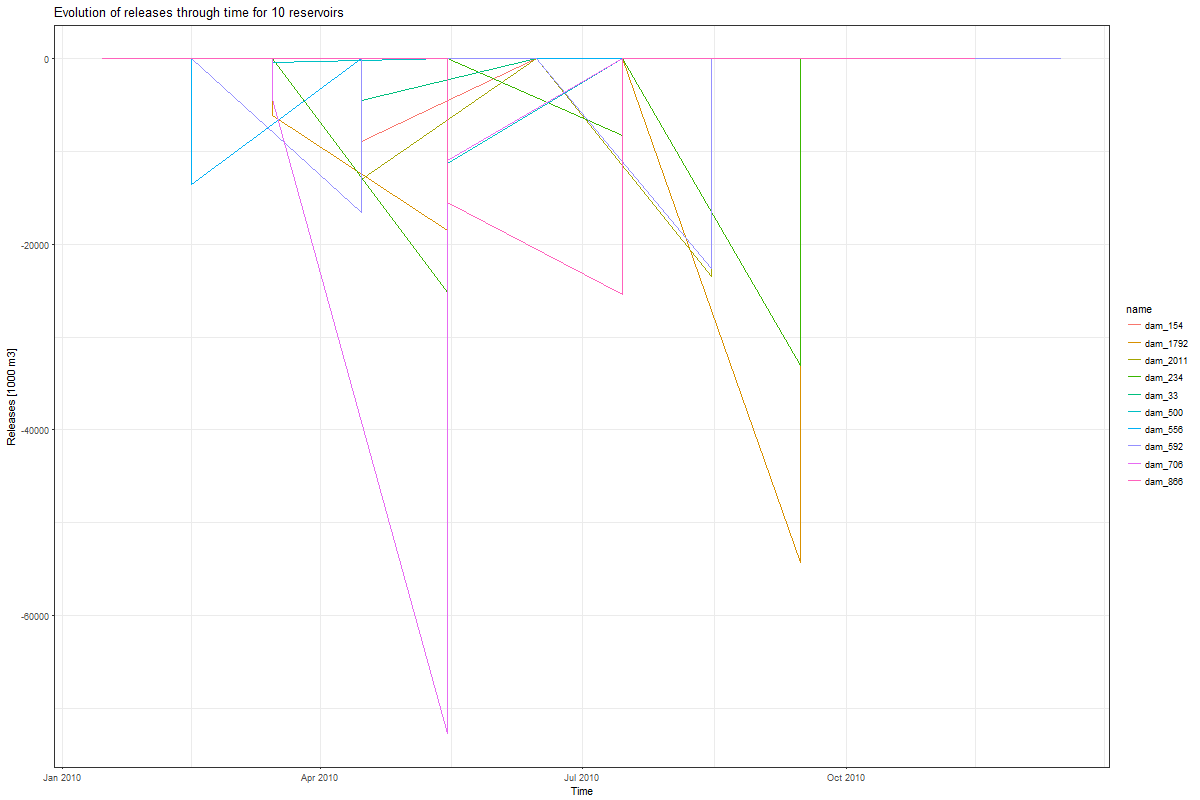 Evolution of releases through time for 10 reservoirs
0
-20000
-40000
-60000
Releases [1000 m3]
Jan 2010
Apr 2010
Jul 2010
Oct 2010
Time
name
dam_154
dam_1792
dam_2011
dam_234
dam_33
dam_500
dam_556
dam_592
dam_706
dam_866